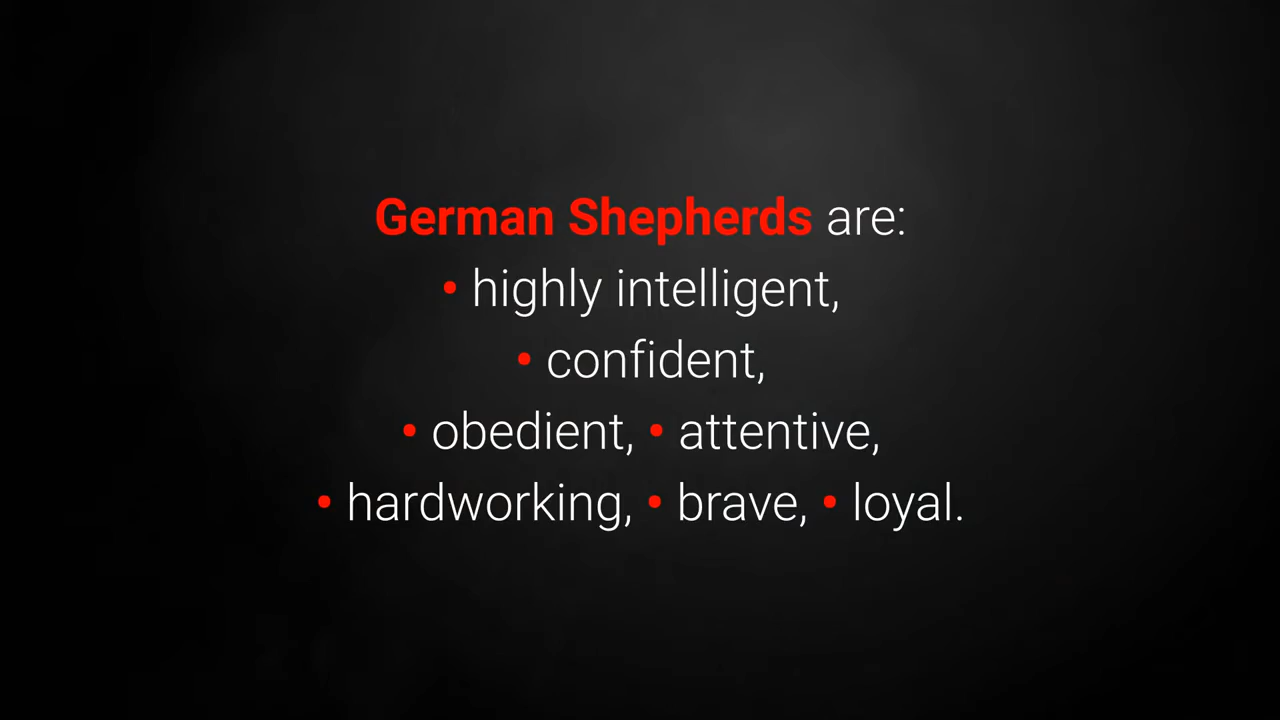 German Shepherds are:
• highly intelligent,
• confident,
• obedient, • attentive,
• hardworking, • brave, • loyal.